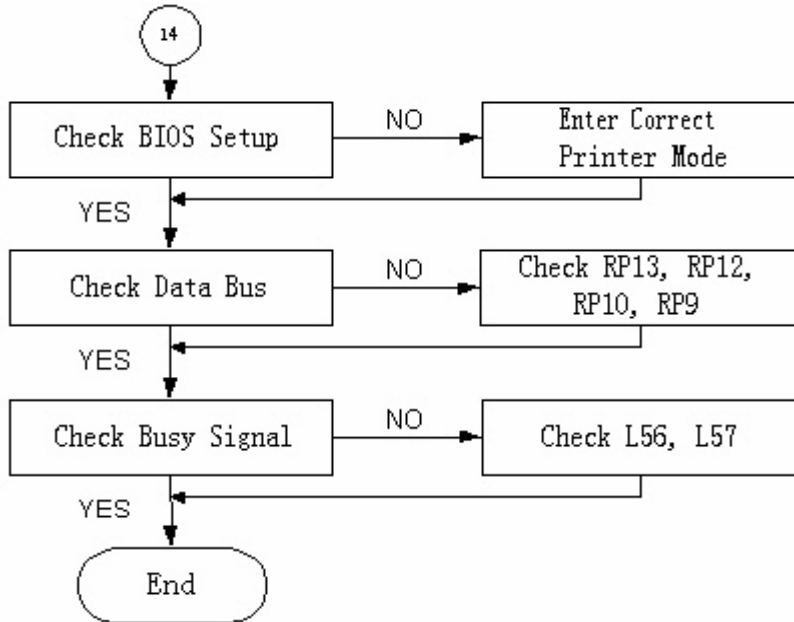 14
Check BIOS Setup
NO
Enter Correct
Printer Mode
YES
Check Data Bus
NO
Check RP13, RP12,
RP10, RP9
YES
Check Busy Signal
NO
Check L56, L57
YES
End